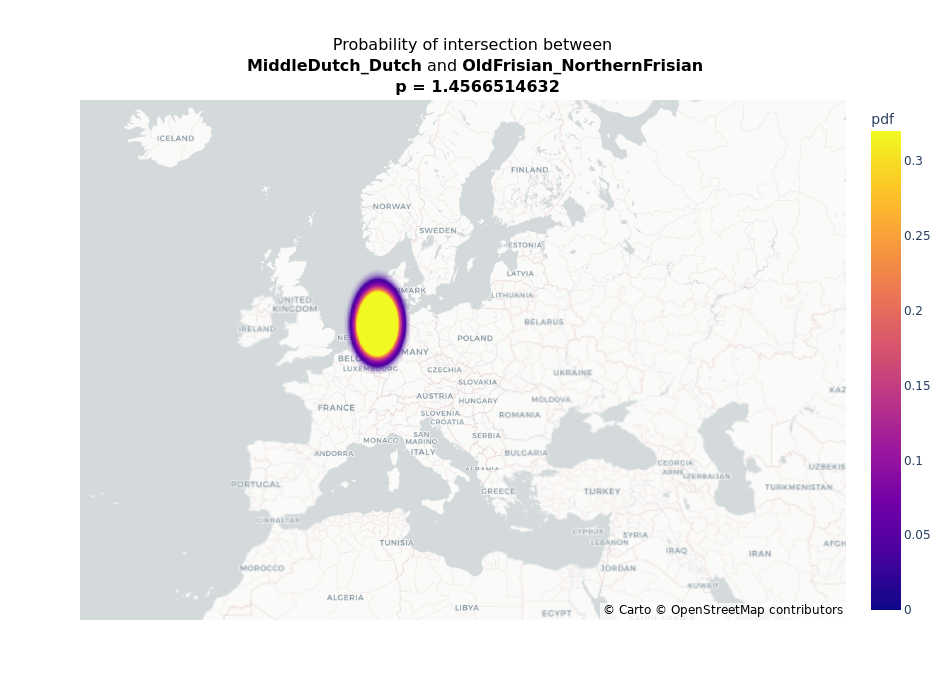 Probability of intersection between
MiddleDutch_Dutch and OldFrisian_NorthernFrisian
p = 1.4566514632
pdf
0.3
0.25
0.2
0.15
0.1
0.05
0
ICELAND
FINLAND
NORWAY
SWEDEN
ESTONIA
LATVIA
MARK
LITHUANIA
UNITED
KINGDOM
IRELAND
BELARUS
NE
POLAND
BELG
MANY
LUXEMBOURG
CZECHIA
UKRAINE
SLOVAKIA
KAZ
AUSTRIA
HUNGARY
MOLDOVA
FRANCE
SLOVENIA
CROATIA
ROMANIA
SAN
MARINO
MONACO
SERBIA
ITALY
ANDORRA
BULGARIA
GEORGIA
ALBANIA
ARME
AZERBAIJAN
UZBEKIS
PORTUGAL
GREECE
TURKEY
TURKMENISTAN
GIBRALTAR
CYPRUS
SYRIA
LEBANON
TUNISIA
IRAQ
IRAN
AFGH
MOROCCO
JORDAN
KUWAIT
ALGERIA
LIBYA
EGYPT
SAUDI ARABIA
© Carto © OpenStreetMap contributors